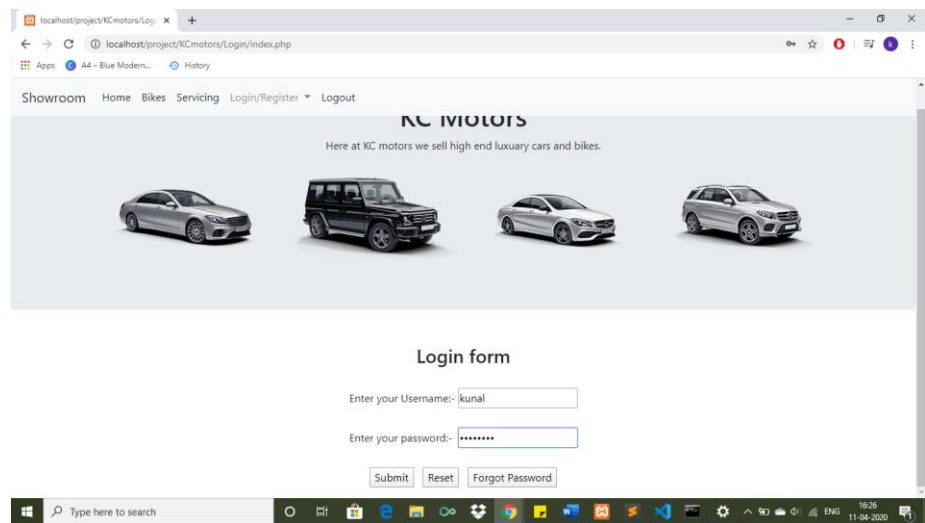 localhost/project/KCmotors/Logi
localhost/project/KCmotors/Login/index.php
k
Apps A4 – Blue Modern... History
Showroom Home Bikes Servicing Login/Register Logout
KC Motors
Here at KC motors we sell high end luxuary cars and bikes.
Login form
Enter your Username:- kunal
Enter your password:- ••••••••
Submit Reset Forgot Password
Type here to search
ENG
16:26
11-04-2020